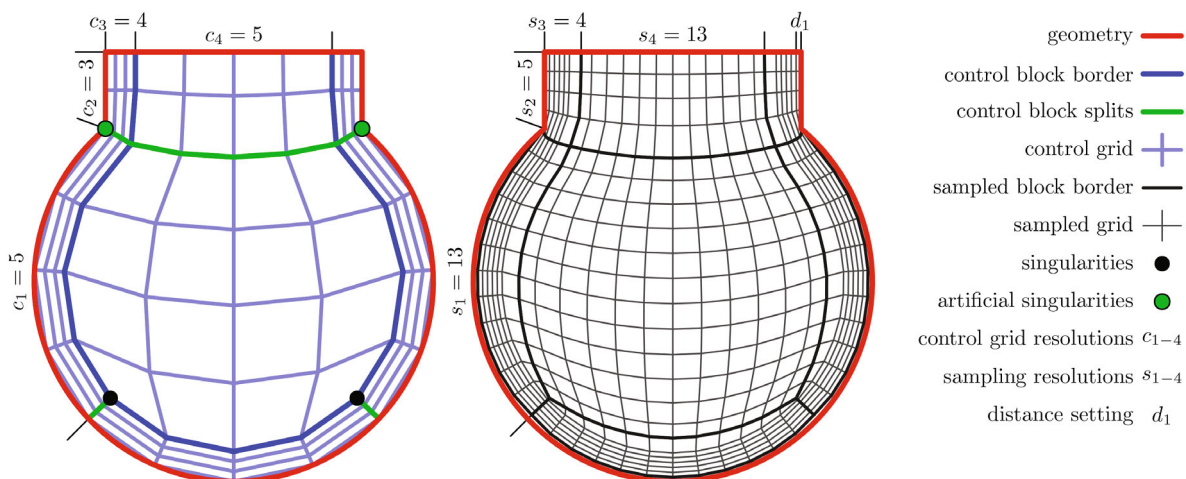 c₃ = 4
c₄ = 5
c₂ = 3
c₁ = 5
s₃ = 4
s₄ = 13
d₁
s₂ = 5
s₁ = 13
geometry
control block border
control block splits
control grid
sampled block border
sampled grid
singularities
artificial singularities
control grid resolutions c₁₋₄
sampling resolutions s₁₋₄
distance setting d₁